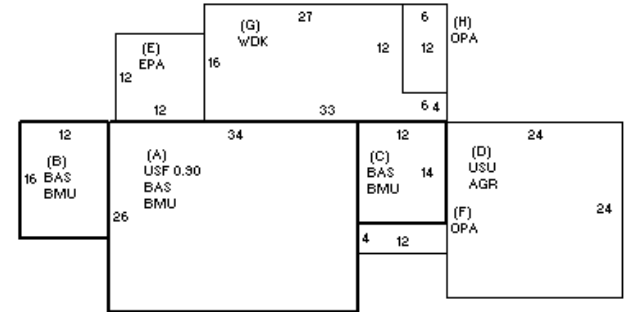 27
6
(H)
OPA
(G)
WDK
12
12
(E)
EPA
16
12
12
33
6 4
12
34
12
24
(B)
16 BAS
BMU
(A)
USF 0.90
BAS
BMU
(C)
BAS
BMU
14
(D)
USU
AGR
26
(F)
OPA
24
4
12